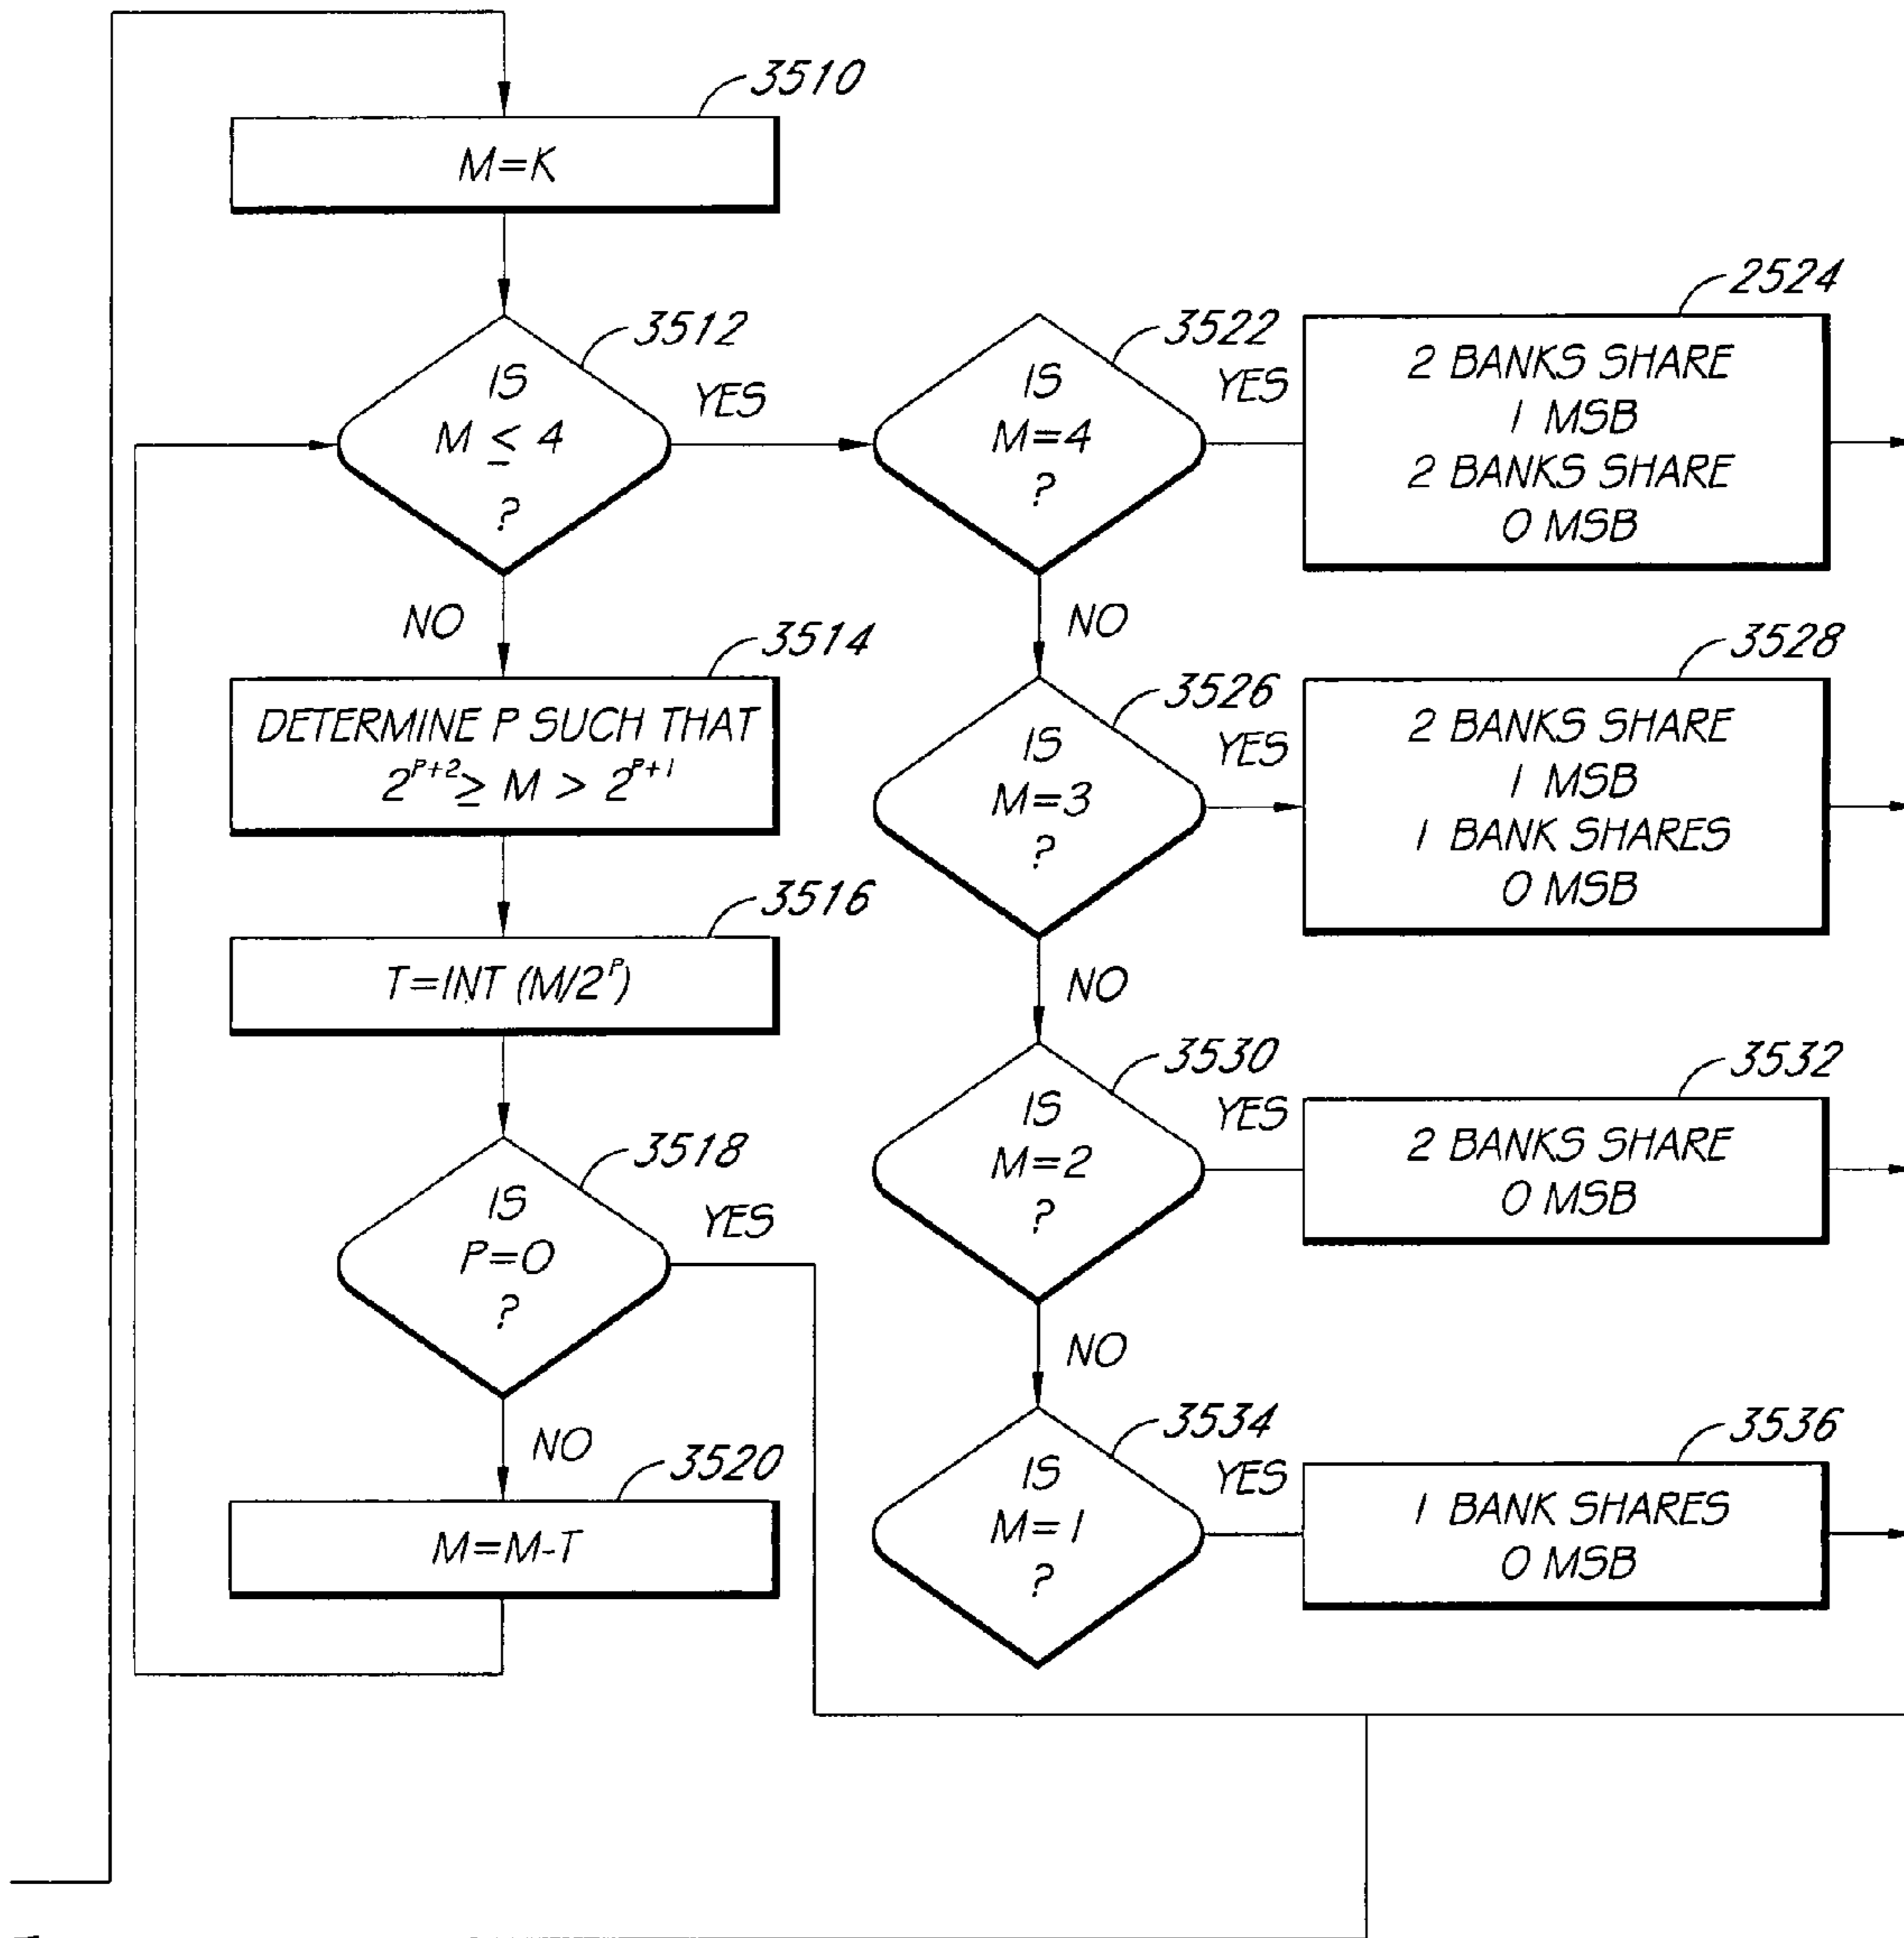 3510
M=K
3512
IS
M ≤ 4
?
YES
NO
3514
DETERMINE P SUCH THAT
2^{P+2} ≥ M > 2^{P+1}
3516
T=INT (M/2^P)
3518
IS
P=0
?
YES
NO
3520
M=M-T
3522
IS
M=4
?
YES
NO
2524
2 BANKS SHARE
1 MSB
2 BANKS SHARE
0 MSB
3526
IS
M=3
?
YES
NO
3528
2 BANKS SHARE
1 MSB
1 BANK SHARES
0 MSB
3530
IS
M=2
?
YES
NO
3532
2 BANKS SHARE
0 MSB
3534
IS
M=1
?
YES
3536
1 BANK SHARES
0 MSB